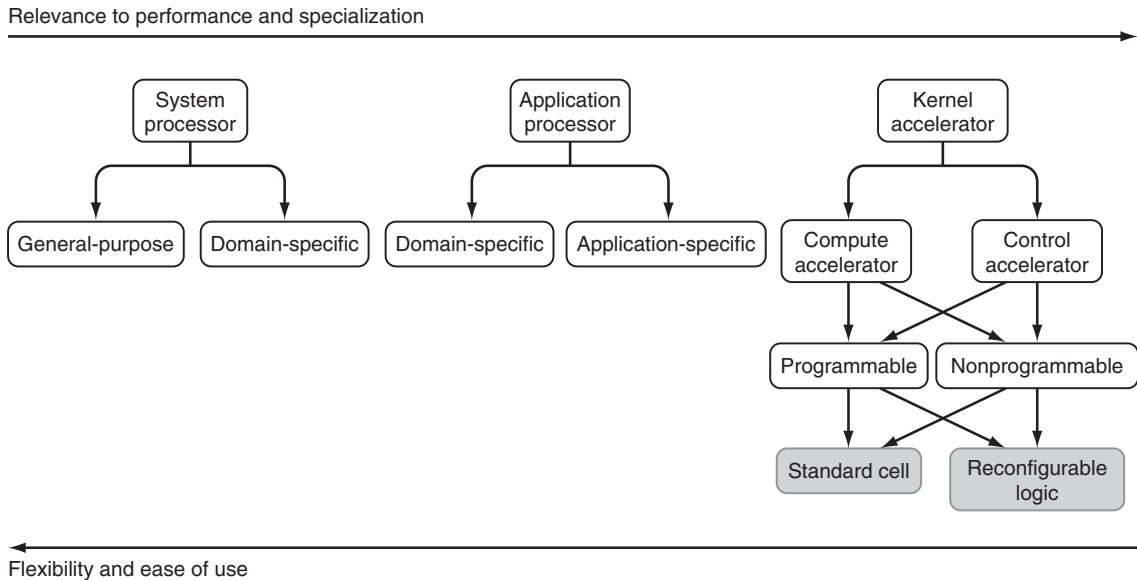 Relevance to performance and specialization
System
processor
Application
processor
Kernel
accelerator
General-purpose
Domain-specific
Domain-specific
Application-specific
Compute
accelerator
Control
accelerator
Programmable
Nonprogrammable
Standard cell
Reconfigurable
logic
Flexibility and ease of use